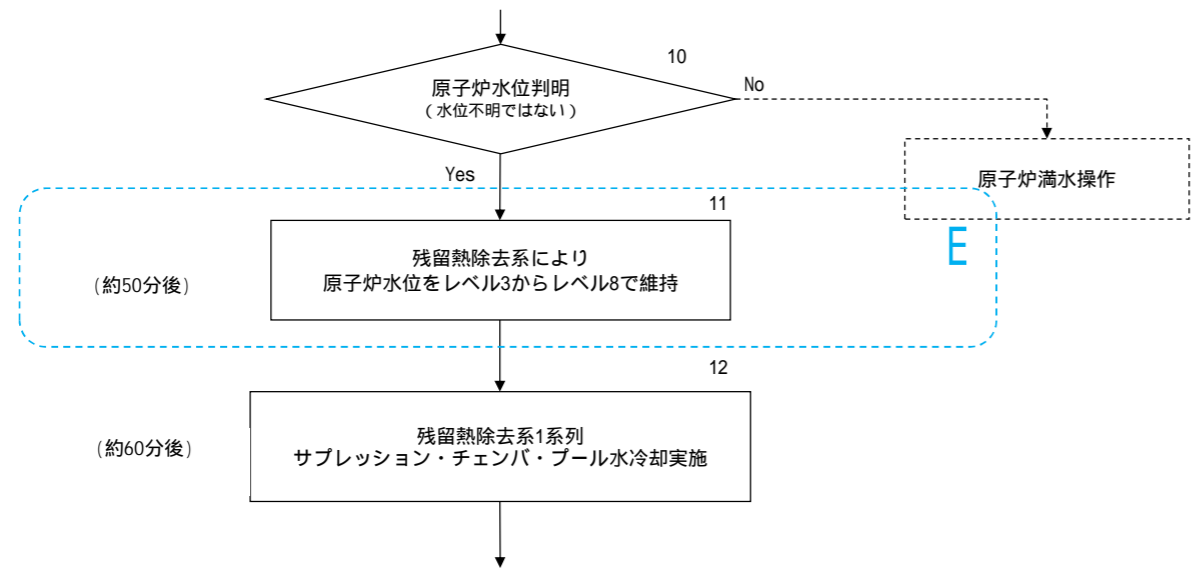 10
原子炉水位判明
(水位不明ではない)
No
原子炉満水操作
Yes
11
E
残留熱除去系により
原子炉水位をレベル3からレベル8で維持
(約50分後)
12
残留熱除去系1系列
サプレッション・チェンバ・プール水冷却実施
(約60分後)